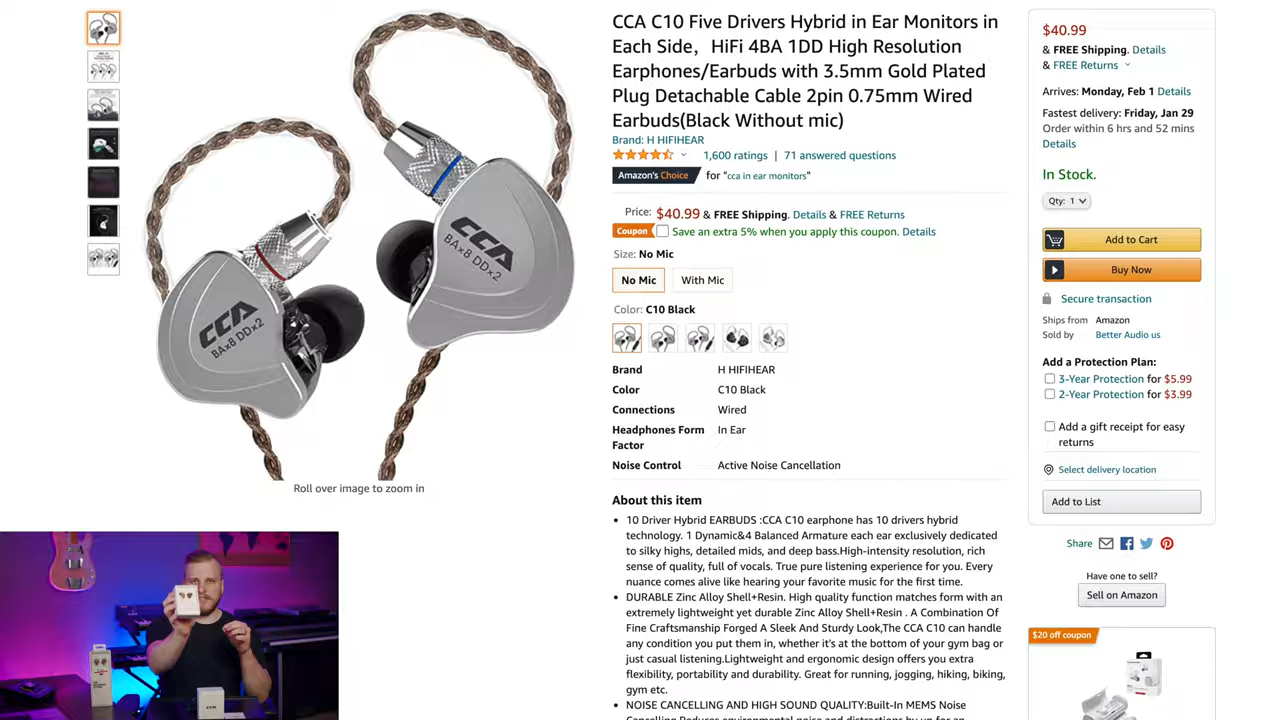 CCA
BA×8 DD×2
CCA
BA×8 DD×2
Roll over image to zoom in
CCA C10 Five Drivers Hybrid in Ear Monitors in
Each Side，HiFi 4BA 1DD High Resolution
Earphones/Earbuds with 3.5mm Gold Plated
Plug Detachable Cable 2pin 0.75mm Wired
Earbuds(Black Without mic)
Brand: H HIFIHEAR
1,600 ratings | 71 answered questions
Amazon's Choice for "cca in ear monitors"
Price: $40.99 & FREE Shipping. Details & FREE Returns
Coupon Save an extra 5% when you apply this coupon. Details
Size: No Mic
No Mic With Mic
Color: C10 Black
Brand H HIFIHEAR
Color C10 Black
Connections Wired
Headphones Form Factor In Ear
Noise Control Active Noise Cancellation
About this item
• 10 Driver Hybrid EARBUDS :CCA C10 earphone has 10 drivers hybrid
technology. 1 Dynamic&4 Balanced Armature each ear exclusively dedicated
to silky highs, detailed mids, and deep bass.High-intensity resolution, rich
sense of quality, full of vocals. True pure listening experience for you. Every
nuance comes alive like hearing your favorite music for the first time.
• DURABLE Zinc Alloy Shell+Resin. High quality function matches form with an
extremely lightweight yet durable Zinc Alloy Shell+Resin . A Combination Of
Fine Craftsmanship Forged A Sleek And Sturdy Look,The CCA C10 can handle
any condition you put them in, whether it's at the bottom of your gym bag or
just casual listening.Lightweight and ergonomic design offers you extra
flexibility, portability and durability. Great for running, jogging, hiking, biking,
gym etc.
• NOISE CANCELLING AND HIGH SOUND QUALITY:Built-In MEMS Noise
Cancelling Reduces environmental noise and distractions by up for an
$40.99
& FREE Shipping. Details
& FREE Returns
Arrives: Monday, Feb 1 Details
Fastest delivery: Friday, Jan 29
Order within 6 hrs and 52 mins
Details
In Stock.
Qty: 1
Add to Cart
Buy Now
Secure transaction
Ships from Amazon
Sold by Better Audio us
Add a Protection Plan:
3-Year Protection for $5.99
2-Year Protection for $3.99
Add a gift receipt for easy
returns
Select delivery location
Add to List
Share
Have one to sell?
Sell on Amazon
$20 off coupon
CCA